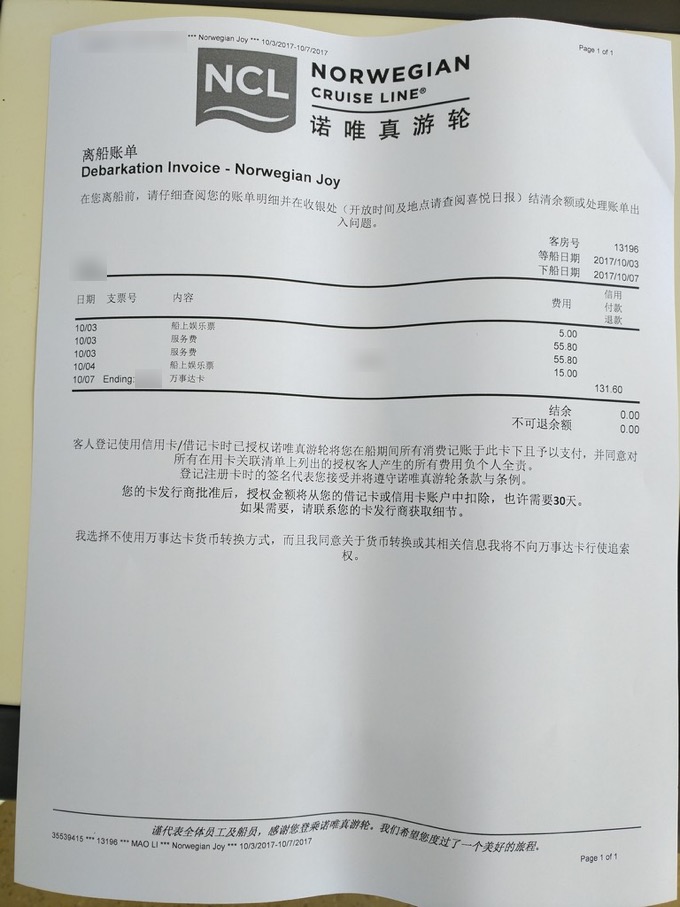 *** Norwegian Joy *** 10/3/2017-10/7/2017
Page 1 of 1
NCL
NORWEGIAN
CRUISE LINE®
诺唯真游轮
离船账单
Debarkation Invoice - Norwegian Joy
在您离船前，请仔细查阅您的账单明细并在收银处（开放时间及地点请查阅喜悦日报）结清余额或处理账单出
入问题。
客房号 13196
等船日期 2017/10/03
下船日期 2017/10/07
日期 支票号 内容 费用 信用
付款
退款
10/03 船上娱乐票 5.00
10/03 服务费 55.80
10/03 服务费 55.80
10/04 船上娱乐票 15.00
10/07 Ending: 万事达卡 131.60
结余 0.00
不可退余额 0.00
客人登记使用信用卡/借记卡时已授权诺唯真游轮将您在船期间所有消费记账于此卡下且予以支付，并同意对
所有在用卡关联清单上列出的授权客人产生的所有费用负个人全责。
登记注册卡时的签名代表您接受并将遵守诺唯真游轮条款与条例。
您的卡发行商批准后，授权金额将从您的借记卡或信用卡账户中扣除，也许需要30天。
如果需要，请联系您的卡发行商获取细节。
我选择不使用万事达卡货币转换方式，而且我同意关于货币转换或其相关信息我将不向万事达卡行使追索
权。
谨代表全体员工及船员，感谢您登乘诺唯真游轮。我们希望您度过了一个美好的旅程。
35539415 *** 13196 *** MAO LI *** Norwegian Joy *** 10/3/2017-10/7/2017
Page 1 of 1